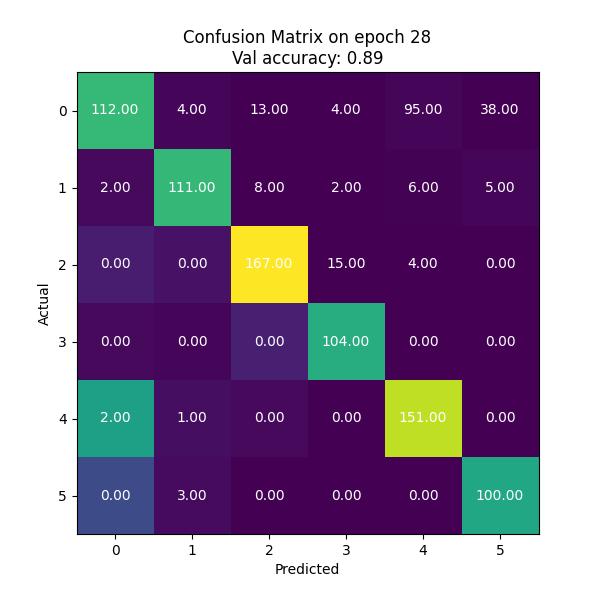 Confusion Matrix on epoch 28
Val accuracy: 0.89
0 112.00 4.00 13.00 4.00 95.00 38.00
1 2.00 111.00 8.00 2.00 6.00 5.00
2 0.00 0.00 167.00 15.00 4.00 0.00
Actual
3 0.00 0.00 0.00 104.00 0.00 0.00
4 2.00 1.00 0.00 0.00 151.00 0.00
5 0.00 3.00 0.00 0.00 0.00 100.00
0 1 2 3 4 5
Predicted